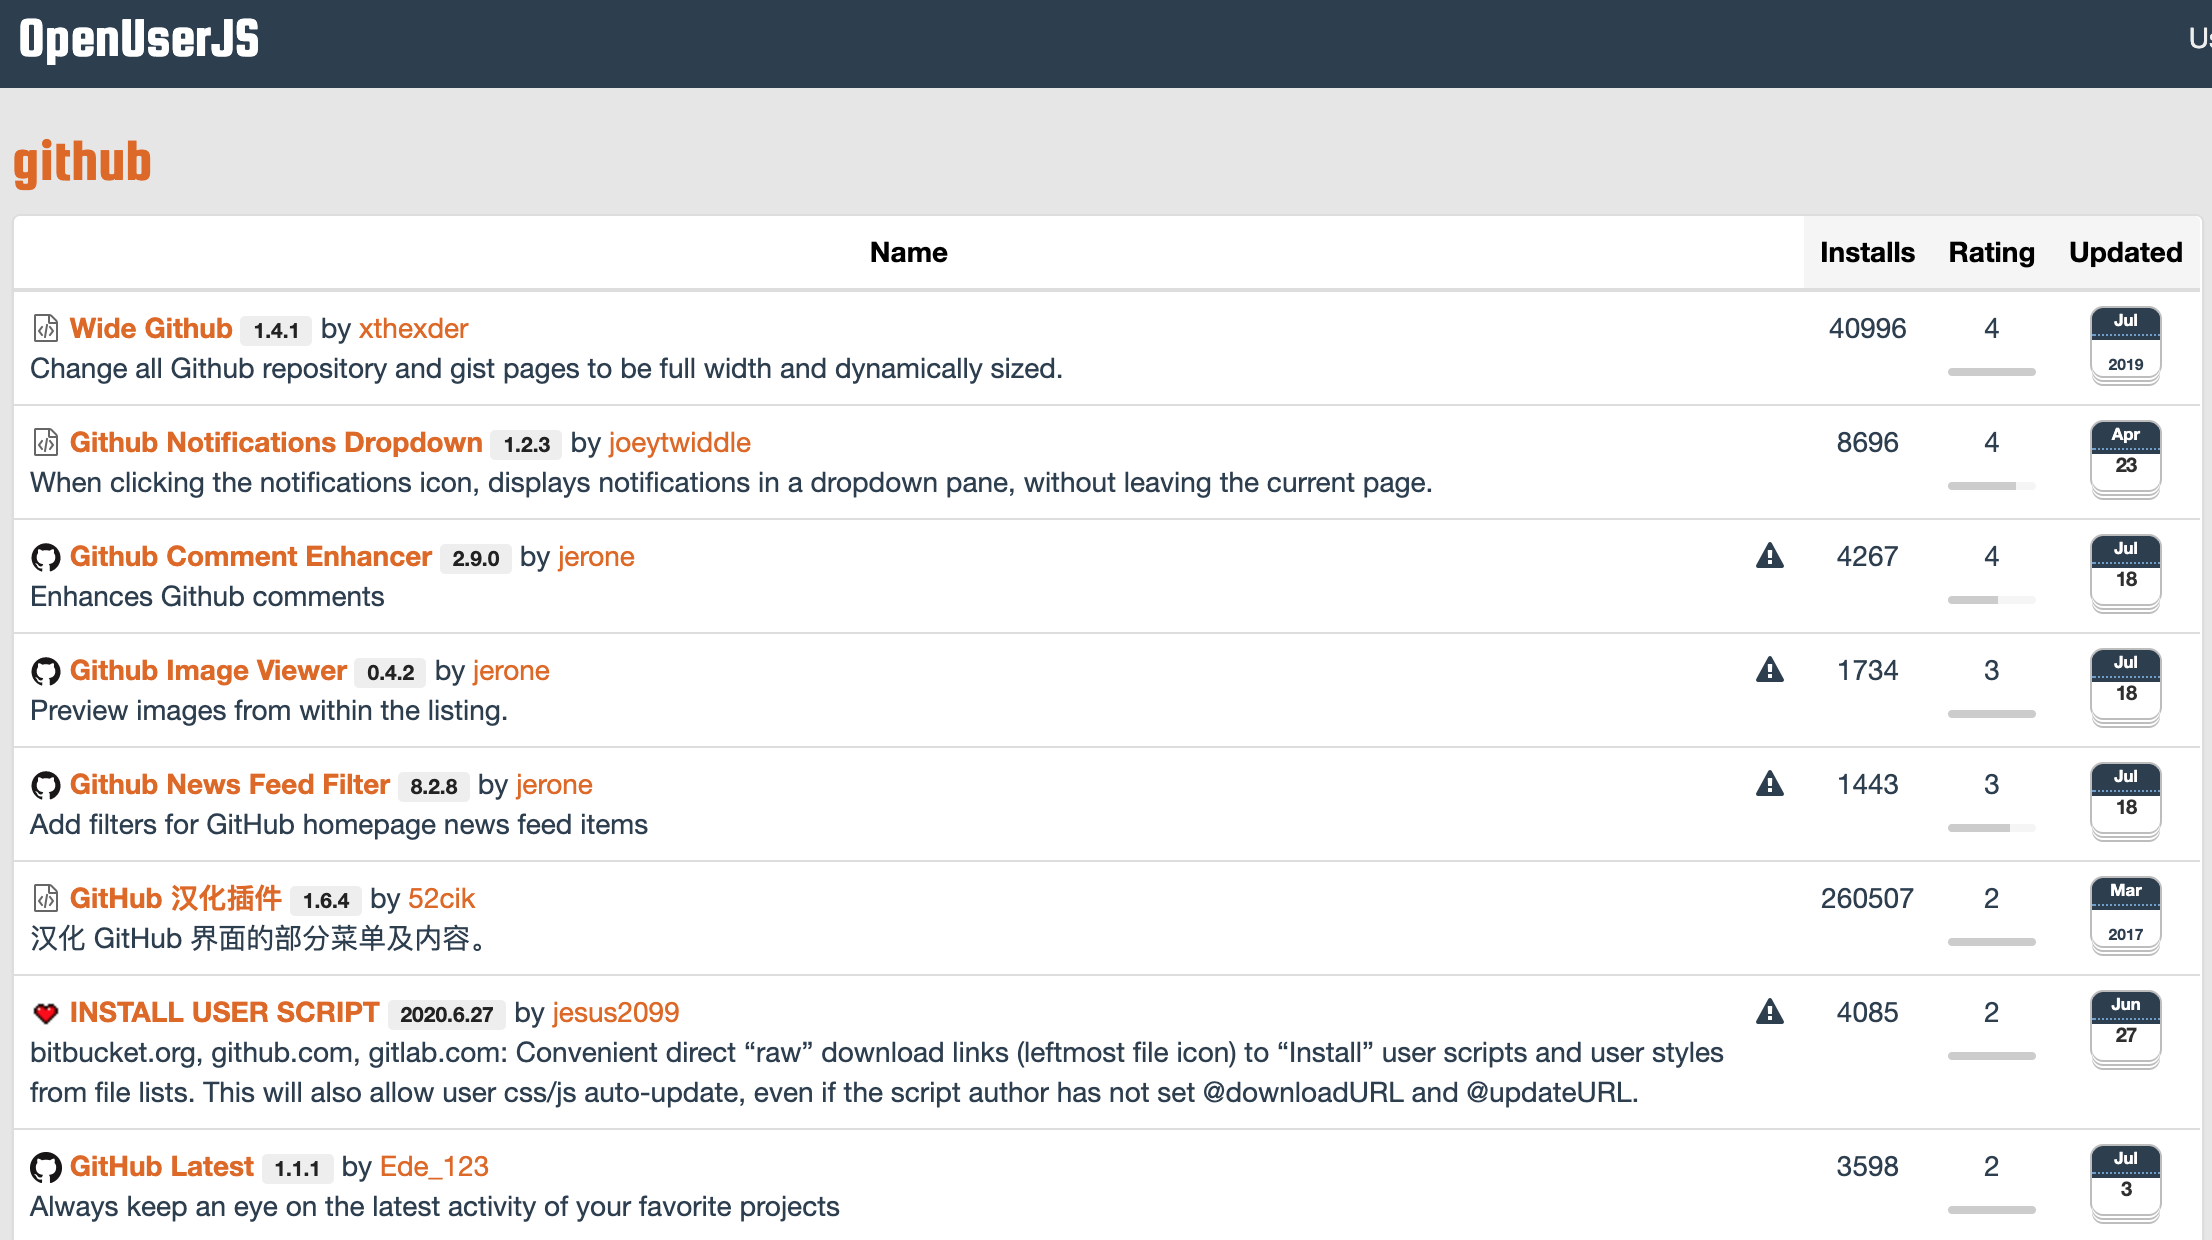 OpenUserJS
github
Name Installs Rating Updated
Wide Github 1.4.1 by xthexder 40996 4 Jul 2019
Change all Github repository and gist pages to be full width and dynamically sized.
Github Notifications Dropdown 1.2.3 by joeytwiddle 8696 4 Apr 23
When clicking the notifications icon, displays notifications in a dropdown pane, without leaving the current page.
Github Comment Enhancer 2.9.0 by jerone 4267 4 Jul 18
Enhances Github comments
Github Image Viewer 0.4.2 by jerone 1734 3 Jul 18
Preview images from within the listing.
Github News Feed Filter 8.2.8 by jerone 1443 3 Jul 18
Add filters for GitHub homepage news feed items
GitHub 汉化插件 1.6.4 by 52cik 260507 2 Mar 2017
汉化 GitHub 界面的部分菜单及内容。
INSTALL USER SCRIPT 2020.6.27 by jesus2099 4085 2 Jun 27
bitbucket.org, github.com, gitlab.com: Convenient direct “raw” download links (leftmost file icon) to “Install” user scripts and user styles
from file lists. This will also allow user css/js auto-update, even if the script author has not set @downloadURL and @updateURL.
GitHub Latest 1.1.1 by Ede_123 3598 2 Jul 3
Always keep an eye on the latest activity of your favorite projects